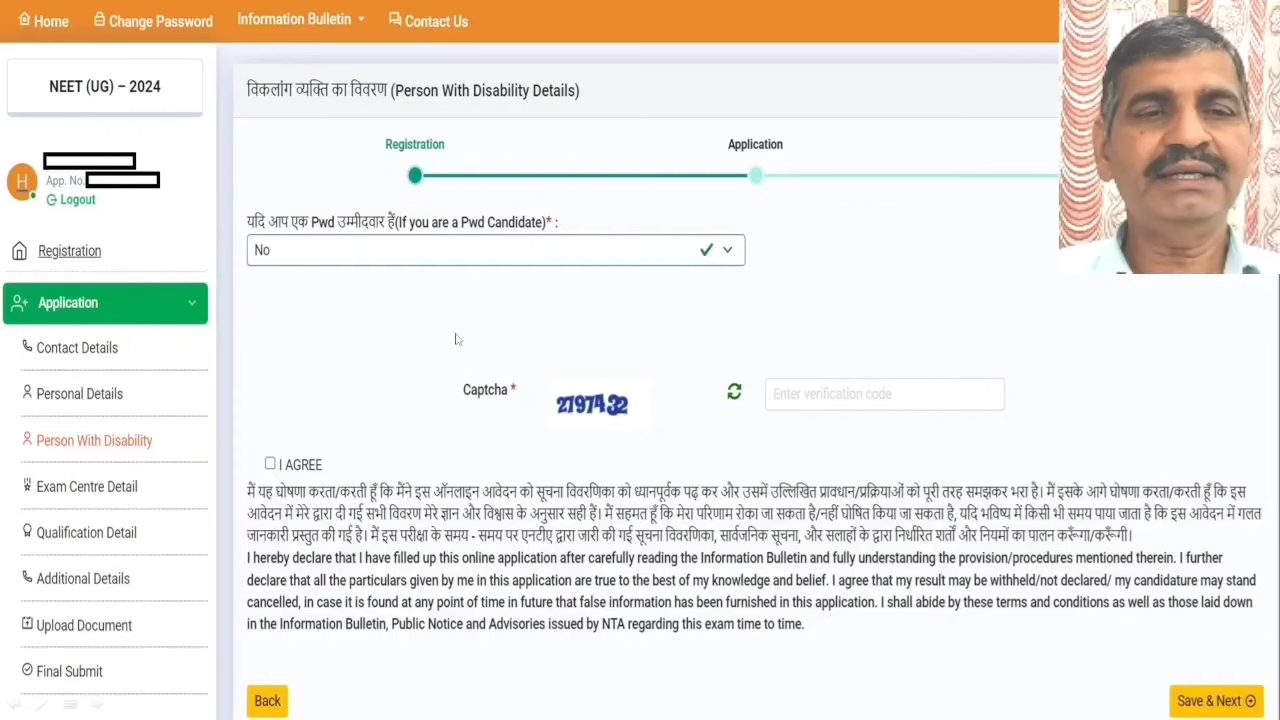 Home
Change Password
Information Bulletin
Contact Us
NEET (UG) – 2024
H
App. No.
Logout
Registration
Application
Contact Details
Personal Details
Person With Disability
Exam Centre Detail
Qualification Detail
Additional Details
Upload Document
Final Submit
विकलांग व्यक्ति का विवरण (Person With Disability Details)
Registration
Application
यदि आप एक Pwd उम्मीदवार हैं(If you are a Pwd Candidate)* :
No
Captcha *
2797432
Enter verification code
I AGREE
मैं यह घोषणा करता/करती हूँ कि मैंने इस ऑनलाइन आवेदन को सूचना विवरणिका को ध्यानपूर्वक पढ़ कर और उसमें उल्लिखित प्रावधान/प्रक्रियाओं को पूरी तरह समझकर भरा है। मैं इसके आगे घोषणा करता/करती हूँ कि इस
आवेदन में मेरे द्वारा दी गई सभी विवरण मेरे ज्ञान और विश्वास के अनुसार सही हैं। मैं सहमत हूँ कि मेरा परिणाम रोका जा सकता है/नहीं घोषित किया जा सकता है, यदि भविष्य में किसी भी समय पाया जाता है कि इस आवेदन में गलत
जानकारी प्रस्तुत की गई है। मैं इस परीक्षा के समय - समय पर एनटीए द्वारा जारी की गई सूचना विवरणिका, सार्वजनिक सूचना, और सलाहों के द्वारा निर्धारित शर्तों और नियमों का पालन करूँगा/करूँगी।
I hereby declare that I have filled up this online application after carefully reading the Information Bulletin and fully understanding the provision/procedures mentioned therein. I further
declare that all the particulars given by me in this application are true to the best of my knowledge and belief. I agree that my result may be withheld/not declared/ my candidature may stand
cancelled, in case it is found at any point of time in future that false information has been furnished in this application. I shall abide by these terms and conditions as well as those laid down
in the Information Bulletin, Public Notice and Advisories issued by NTA regarding this exam time to time.
Back
Save & Next